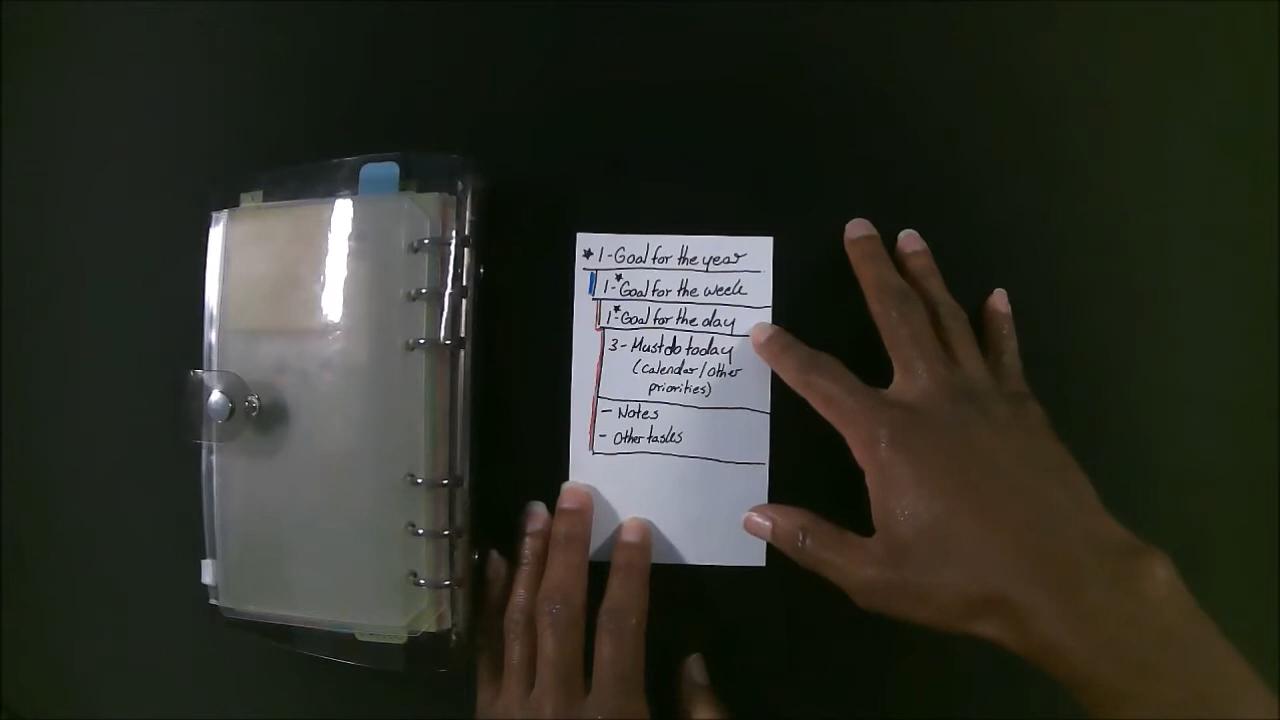 ★ 1-Goal for the year
1-*Goal for the week
1*-Goal for the day
3- Must do today
(calendar/other
priorities)
- Notes
- Other tasks